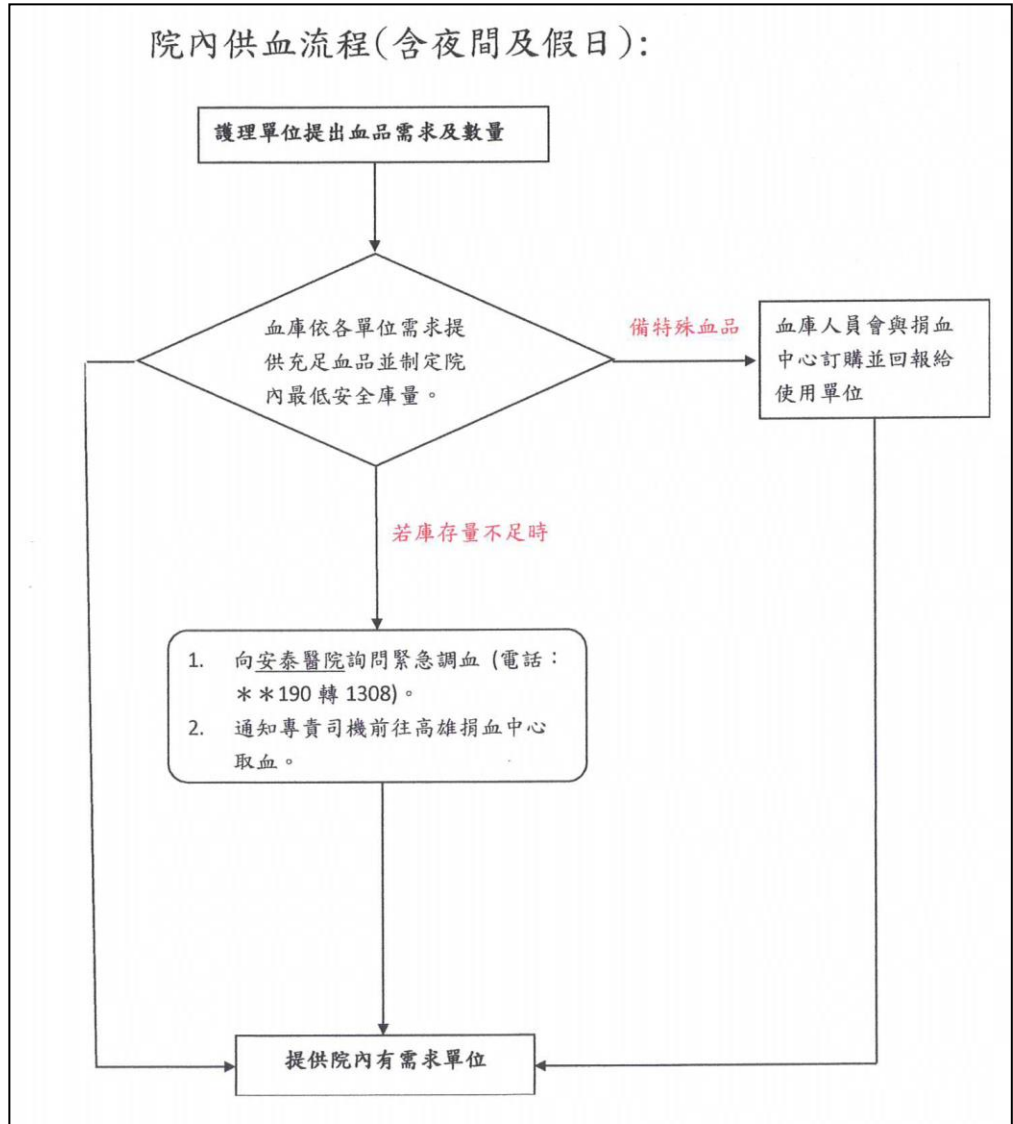 院內供血流程(含夜間及假日):
護理單位提出血品需求及數量
血庫依各單位需求提
供充足血品並制定院
內最低安全庫量。
備特殊血品
血庫人員會與捐血
中心訂購並回報給
使用單位
若庫存量不足時
1. 向安泰醫院詢問緊急調血 (電話：
＊＊190 轉 1308)。
2. 通知專責司機前往高雄捐血中心
取血。
提供院內有需求單位